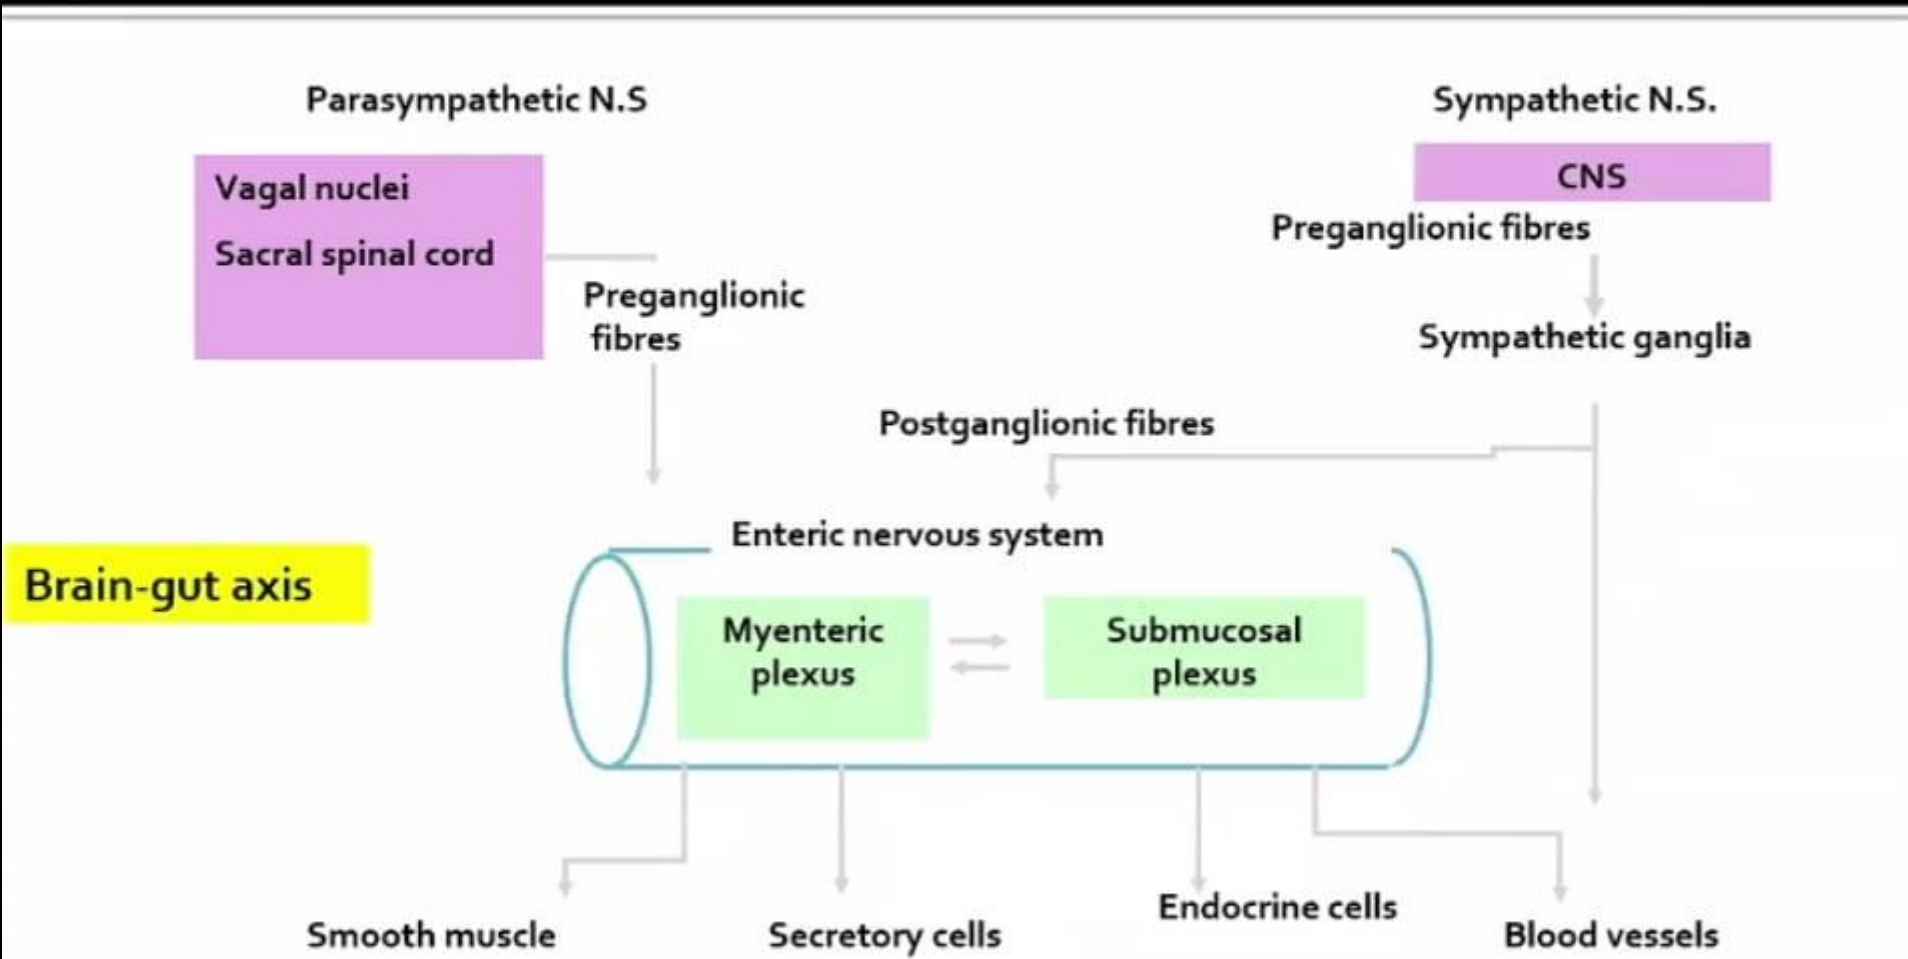 Parasympathetic N.S
Sympathetic N.S.
Vagal nuclei
Sacral spinal cord
CNS
Preganglionic fibres
Preganglionic
fibres
Sympathetic ganglia
Postganglionic fibres
Enteric nervous system
Brain-gut axis
Myenteric
plexus
Submucosal
plexus
Smooth muscle
Secretory cells
Endocrine cells
Blood vessels